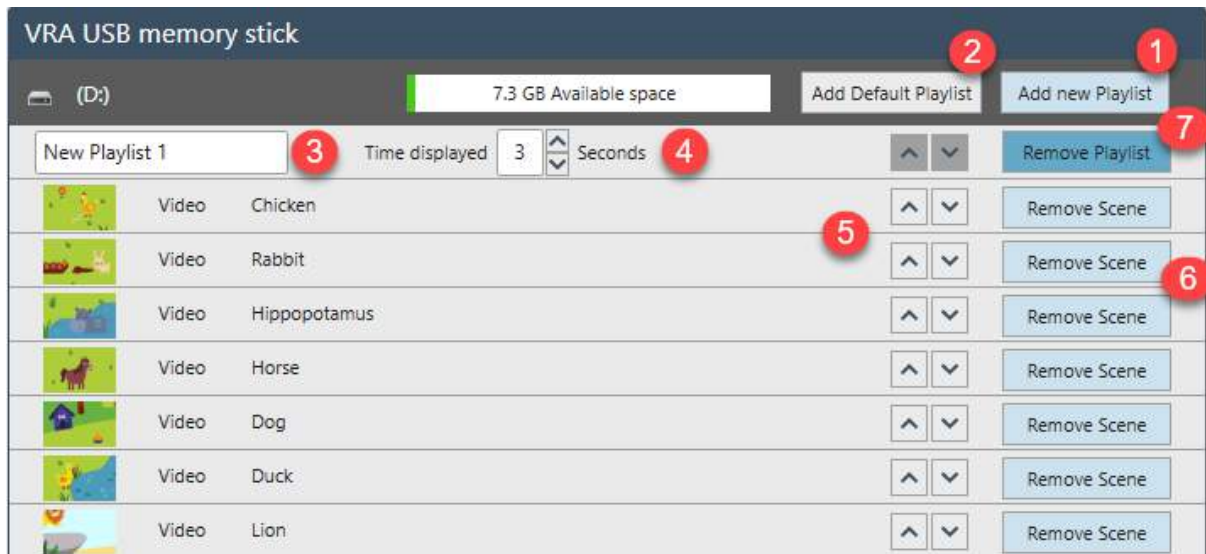 VRA USB memory stick
2 1
(D:) 7.3 GB Available space Add Default Playlist Add new Playlist
7
New Playlist 1 3 Time displayed 3 Seconds 4 Remove Playlist
Video Chicken Remove Scene
5
Video Rabbit Remove Scene
6
Video Hippopotamus Remove Scene
Video Horse Remove Scene
Video Dog Remove Scene
Video Duck Remove Scene
Video Lion Remove Scene